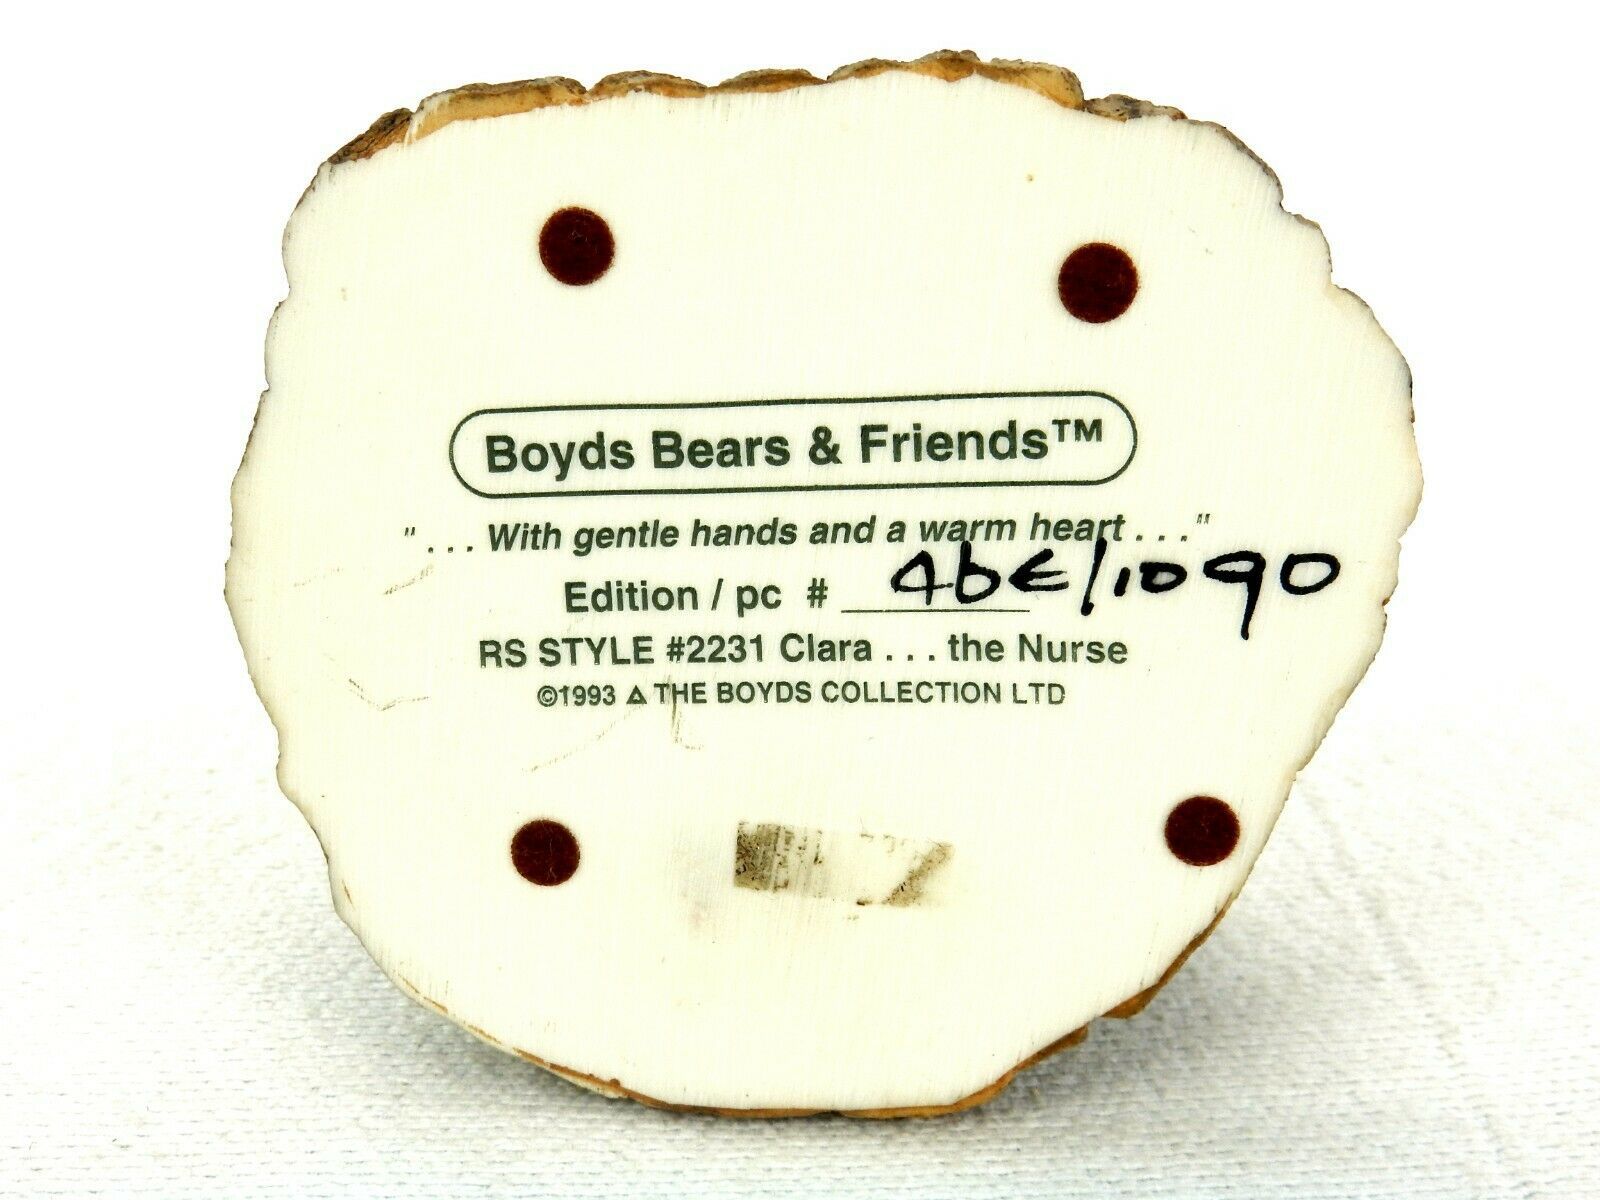 Boyds Bears & Friends™
" . . . With gentle hands and a warm heart . . . "
Edition / pc # 46E/1090
RS STYLE #2231 Clara . . . the Nurse
©1993 △ THE BOYDS COLLECTION LTD